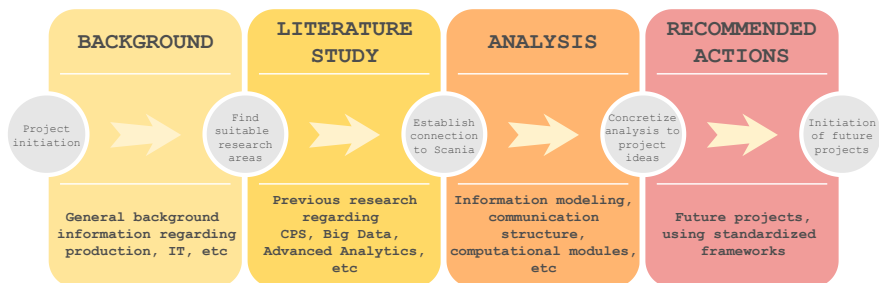 BACKGROUND
LITERATURE
STUDY
ANALYSIS
RECOMMENDED
ACTIONS
Project
initiation
Find
suitable
research
areas
Establish
connection
to Scania
Concretize
analysis to
project
ideas
Initiation
of future
projects
General background
information regarding
production, IT, etc
Previous research
regarding
CPS, Big Data,
Advanced Analytics,
etc
Information modeling,
communication
structure,
computational modules,
etc
Future projects,
using standardized
frameworks